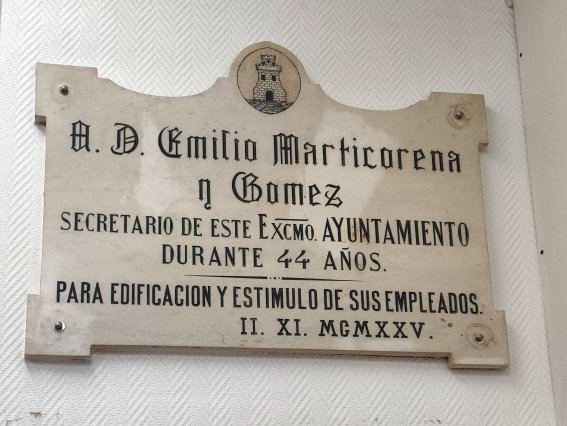 A. D. Emilio Marticorena
y Gomez
SECRETARIO DE ESTE EXCMO. AYUNTAMIENTO
DURANTE 44 AÑOS.
PARA EDIFICACION Y ESTIMULO DE SUS EMPLEADOS.
II. XI. MCMXXV.